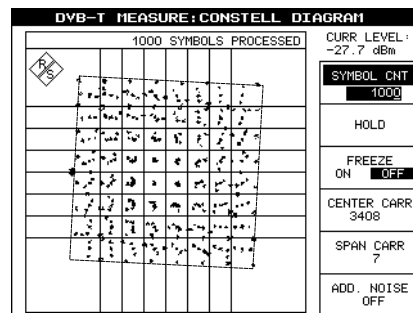 DVB-T MEASURE:CONSTELL DIAGRAM
1000 SYMBOLS PROCESSED
R/S
CURR LEVEL:
-27.7 dBm
SYMBOL CNT
1000
HOLD
FREEZE
ON OFF
CENTER CARR
3408
SPAN CARR
7
ADD. NOISE
OFF